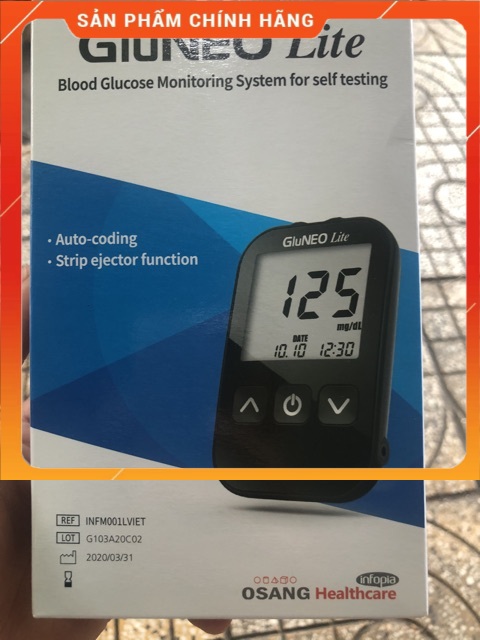 SẢN PHẨM CHÍNH HÃNG
GluNEO Lite
Blood Glucose Monitoring System for self testing
• Auto-coding
• Strip ejector function
GluNEO Lite
125
mg/dL
DATE
10.10 12:30
REF INFM001LVIET
LOT G103A20C02
2020/03/31
infopia
OSANG Healthcare